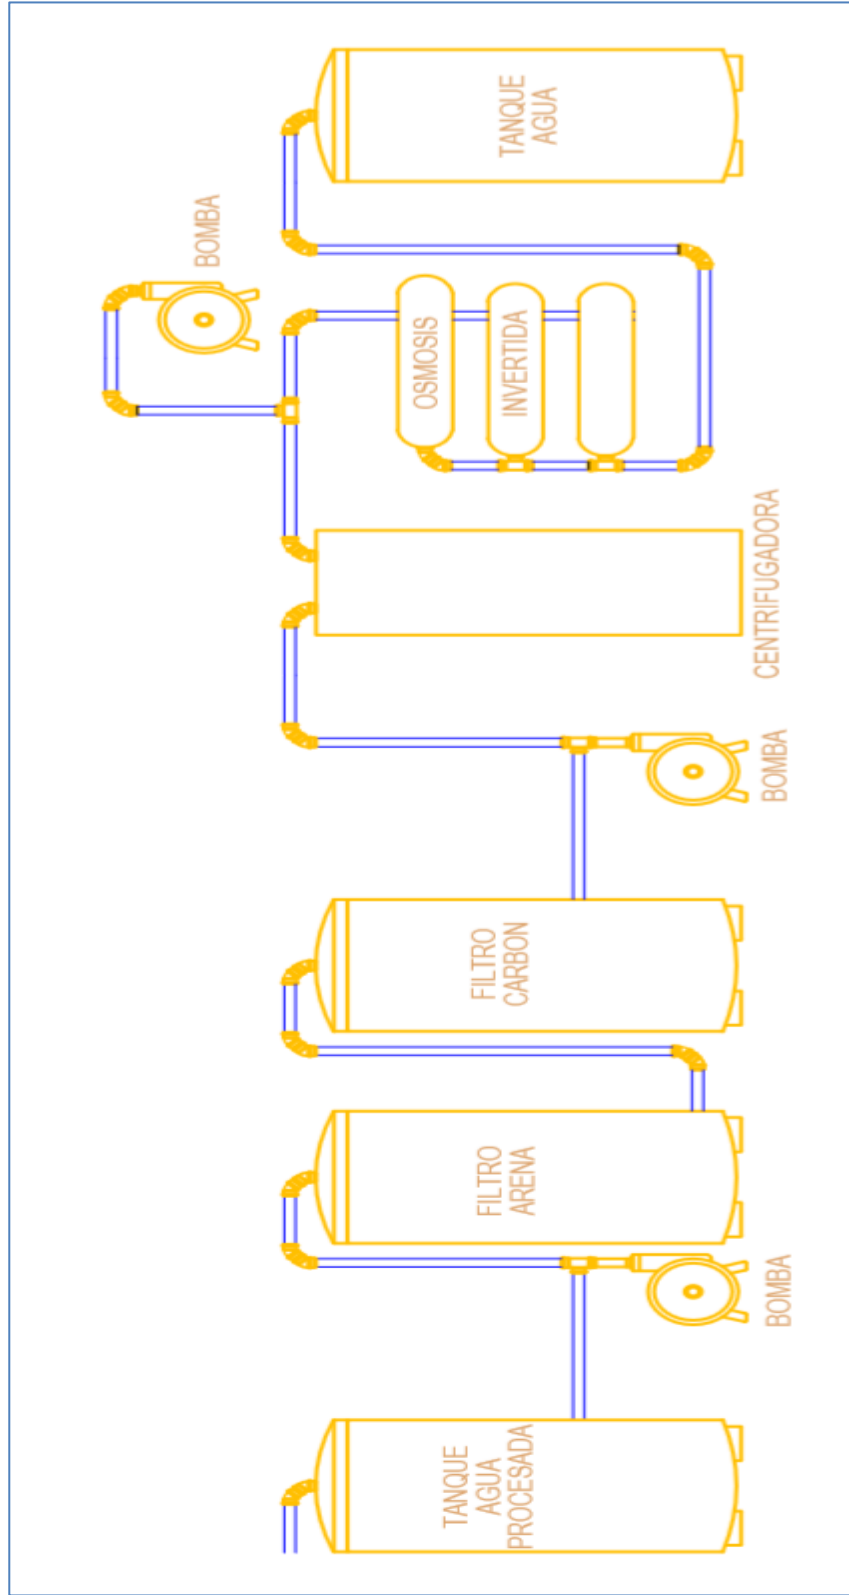 TANQUE
AGUA
PROCESADA
BOMBA
FILTRO
ARENA
FILTRO
CARBON
BOMBA
CENTRIFUGADORA
OSMOSIS
INVERTIDA
BOMBA
TANQUE
AGUA